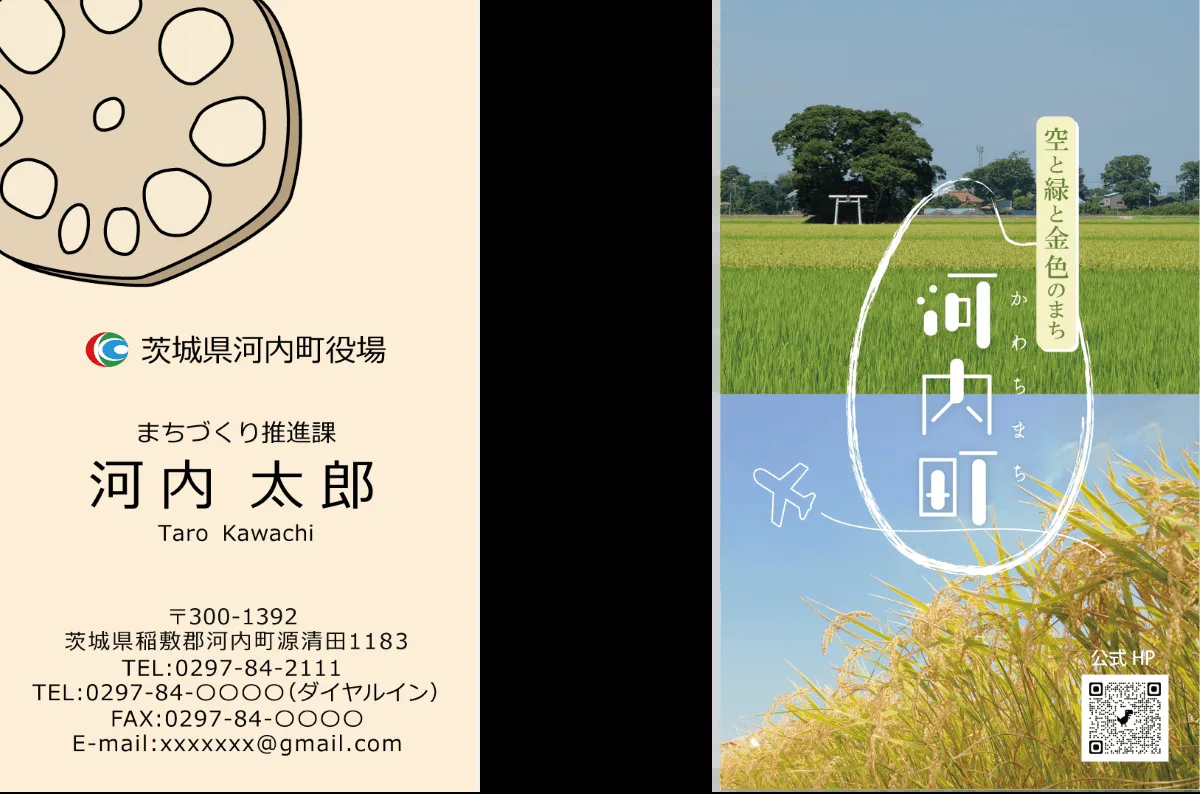 茨城県河内町役場
まちづくり推進課
河内 太郎
Taro Kawachi
〒300-1392
茨城県稲敷郡河内町源清田1183
TEL:0297-84-2111
TEL:0297-84-〇〇〇〇(ダイヤルイン)
FAX:0297-84-〇〇〇〇
E-mail:xxxxxxx@gmail.com
空と緑と金色のまち
かわちまち
河内町
公式 HP